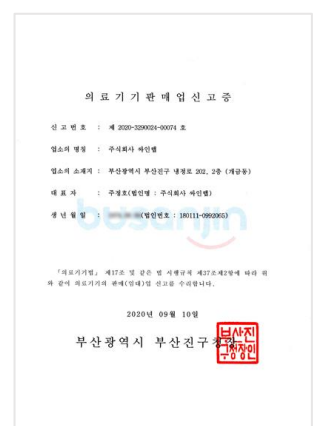 의료기기판매업신고증
신 고 번 호 : 제 2020-3290024-00074 호
업소의 명칭 : 주식회사 싸인랩
업소의 소재지 : 부산광역시 부산진구 냉정로 202, 2층 (개금동)
대 표 자 : 주정호(법인명 : 주식회사 싸인랩)
생 년 월 일 : (법인번호 : 180111-0992065)
busanjin
「의료기기법」 제17조 및 같은 법 시행규칙 제37조제2항에 따라 위
와 같이 의료기기의 판매(임대)업 신고를 수리합니다.
2020년 09월 10일
부산광역시 부산진구청장
부산진
구청장인